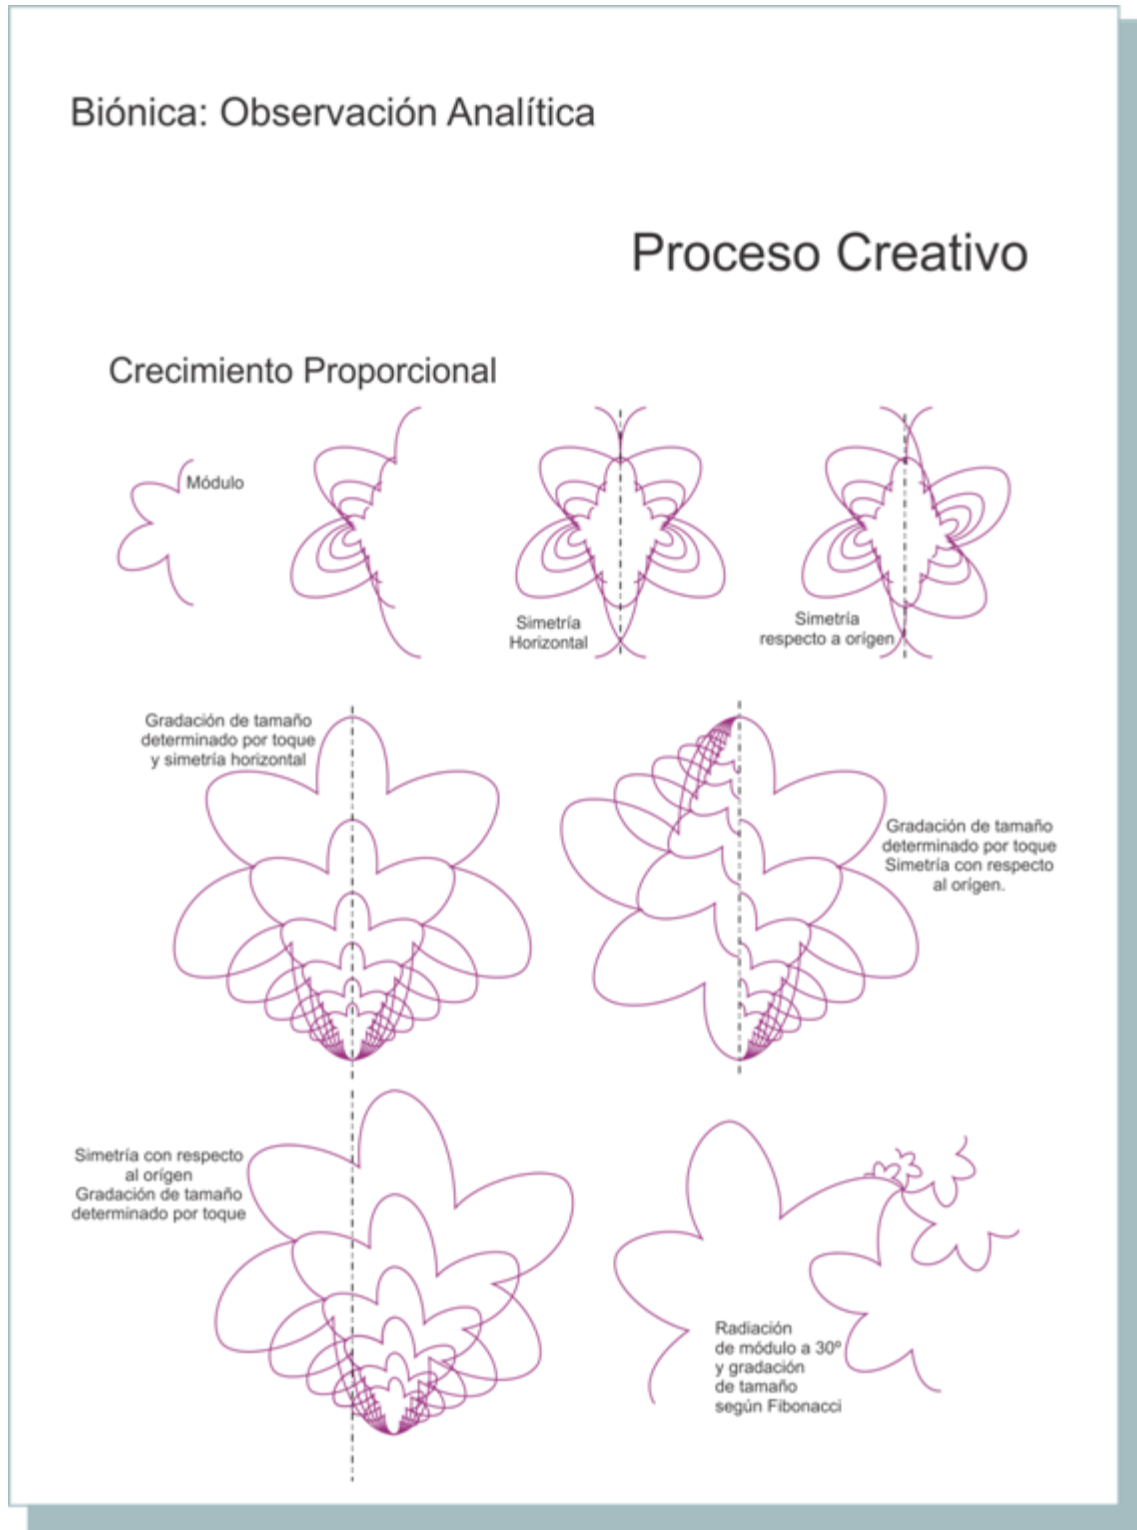 Biónica: Observación Analítica
Proceso Creativo
Crecimiento Proporcional
Módulo
Simetría
Horizontal
Simetría
respecto a orígen
Gradación de tamaño
determinado por toque
y simetría horizontal
Gradación de tamaño
determinado por toque
Simetría con respecto
al orígen.
Simetría con respecto
al orígen
Gradación de tamaño
determinado por toque
Radiación
de módulo a 30º
y gradación
de tamaño
según Fibonacci